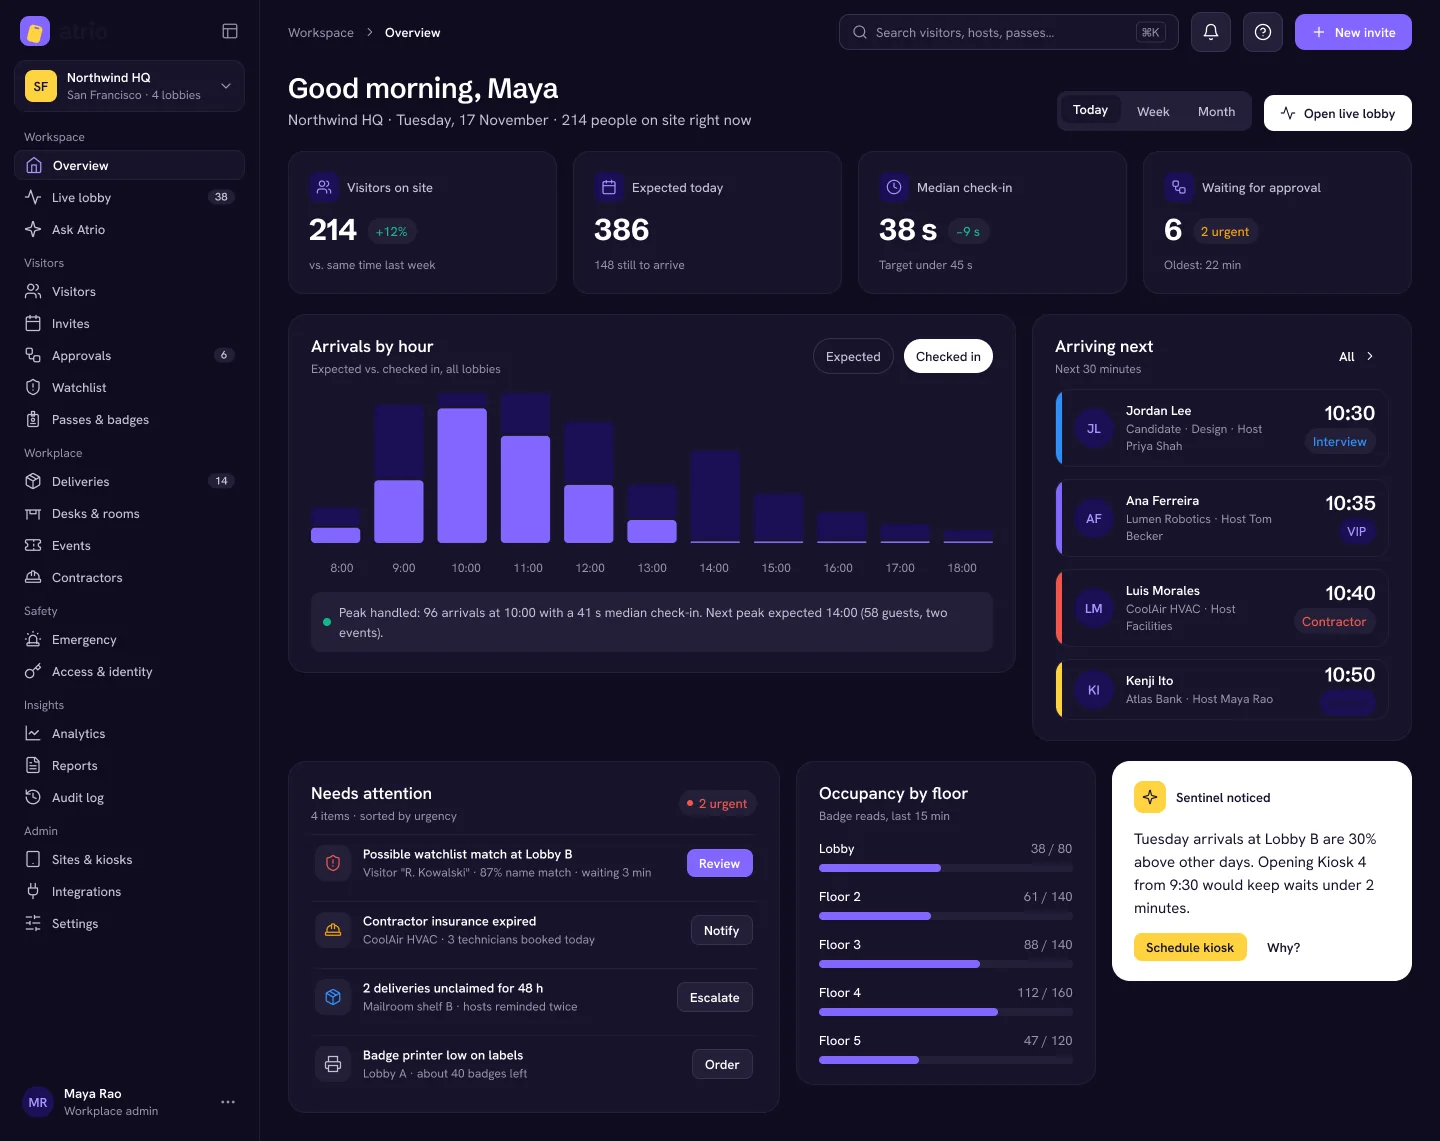 atrio
SF
Northwind HQ
San Francisco · 4 lobbies
Workspace
Overview
Live lobby
38
Ask Atrio
Visitors
Visitors
Invites
Approvals
6
Watchlist
Passes & badges
Workplace
Deliveries
14
Desks & rooms
Events
Contractors
Safety
Emergency
Access & identity
Insights
Analytics
Reports
Audit log
Admin
Sites & kiosks
Integrations
Settings
MR
Maya Rao
Workplace admin
Workspace
Overview
Search visitors, hosts, passes...
⌘K
New invite
Good morning, Maya
Northwind HQ · Tuesday, 17 November · 214 people on site right now
Today
Week
Month
Open live lobby
Visitors on site
214
+12%
vs. same time last week
Expected today
386
148 still to arrive
Median check-in
38 s
−9 s
Target under 45 s
Waiting for approval
6
2 urgent
Oldest: 22 min
Arrivals by hour
Expected vs. checked in, all lobbies
Expected
Checked in
8:00
9:00
10:00
11:00
12:00
13:00
14:00
15:00
16:00
17:00
18:00
Peak handled: 96 arrivals at 10:00 with a 41 s median check-in. Next peak expected 14:00 (58 guests, two
events).
Arriving next
Next 30 minutes
All
JL
Jordan Lee
Candidate · Design · Host
Priya Shah
10:30
Interview
AF
Ana Ferreira
Lumen Robotics · Host Tom
Becker
10:35
VIP
LM
Luis Morales
CoolAir HVAC · Host
Facilities
10:40
Contractor
KI
Kenji Ito
Atlas Bank · Host Maya Rao
10:50
Needs attention
4 items · sorted by urgency
2 urgent
Possible watchlist match at Lobby B
Visitor "R. Kowalski" · 87% name match · waiting 3 min
Review
Contractor insurance expired
CoolAir HVAC · 3 technicians booked today
Notify
2 deliveries unclaimed for 48 h
Mailroom shelf B · hosts reminded twice
Escalate
Badge printer low on labels
Lobby A · about 40 badges left
Order
Occupancy by floor
Badge reads, last 15 min
Lobby
38 / 80
Floor 2
61 / 140
Floor 3
88 / 140
Floor 4
112 / 160
Floor 5
47 / 120
Sentinel noticed
Tuesday arrivals at Lobby B are 30%
above other days. Opening Kiosk 4
from 9:30 would keep waits under 2
minutes.
Schedule kiosk
Why?